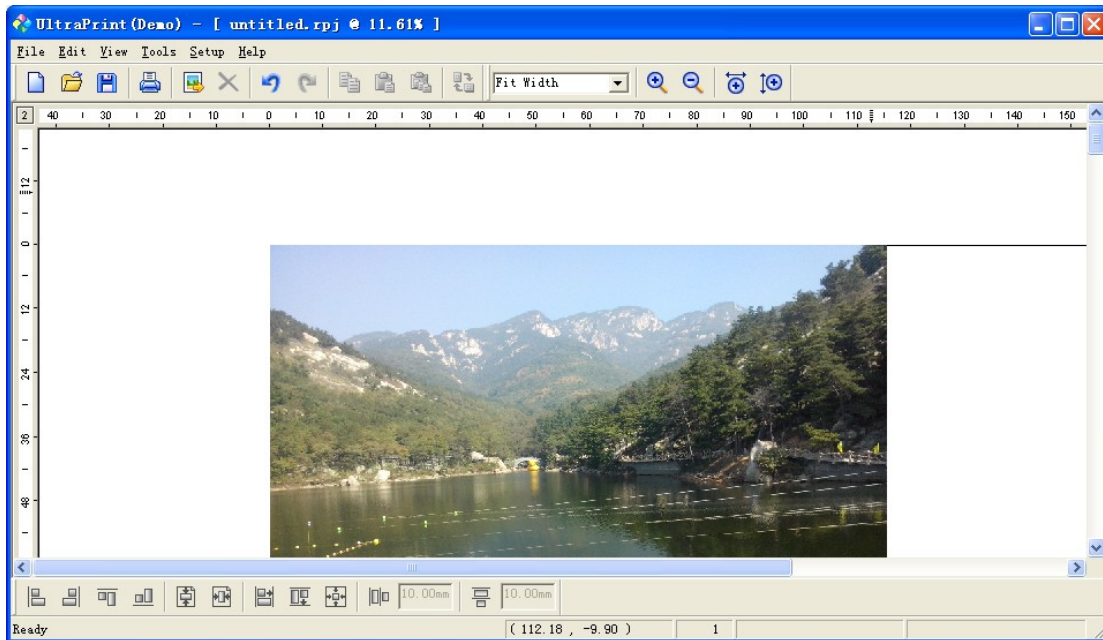 UltraPrint(Demo) - [ untitled.rpj @ 11.61% ]
File Edit View Tools Setup Help
Fit Width
2 40 30 20 10 0 10 20 30 40 50 60 70 80 90 100 110 120 130 140 150
12
0
12
24
36
48
10.00mm 10.00mm
Ready ( 112.18 , -9.90 ) 1